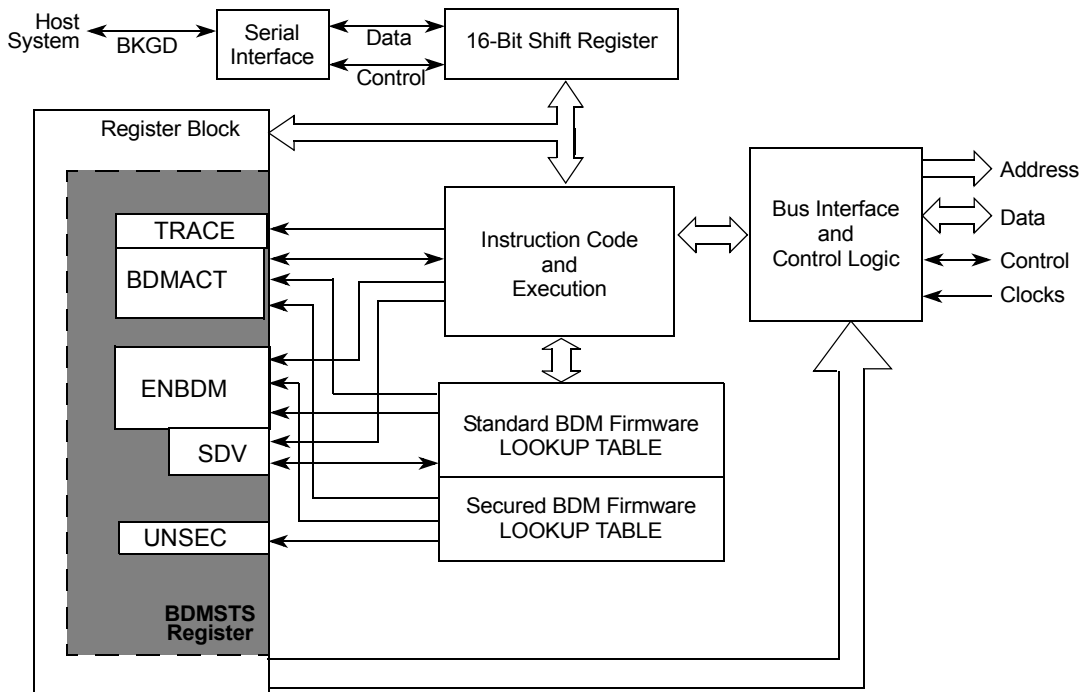 Host
System
BKGD
Serial
Interface
Data
Control
16-Bit Shift Register
Register Block
TRACE
BDMACT
ENBDM
SDV
UNSEC
BDMSTS
Register
Instruction Code
and
Execution
Standard BDM Firmware
LOOKUP TABLE
Secured BDM Firmware
LOOKUP TABLE
Bus Interface
and
Control Logic
Address
Data
Control
Clocks